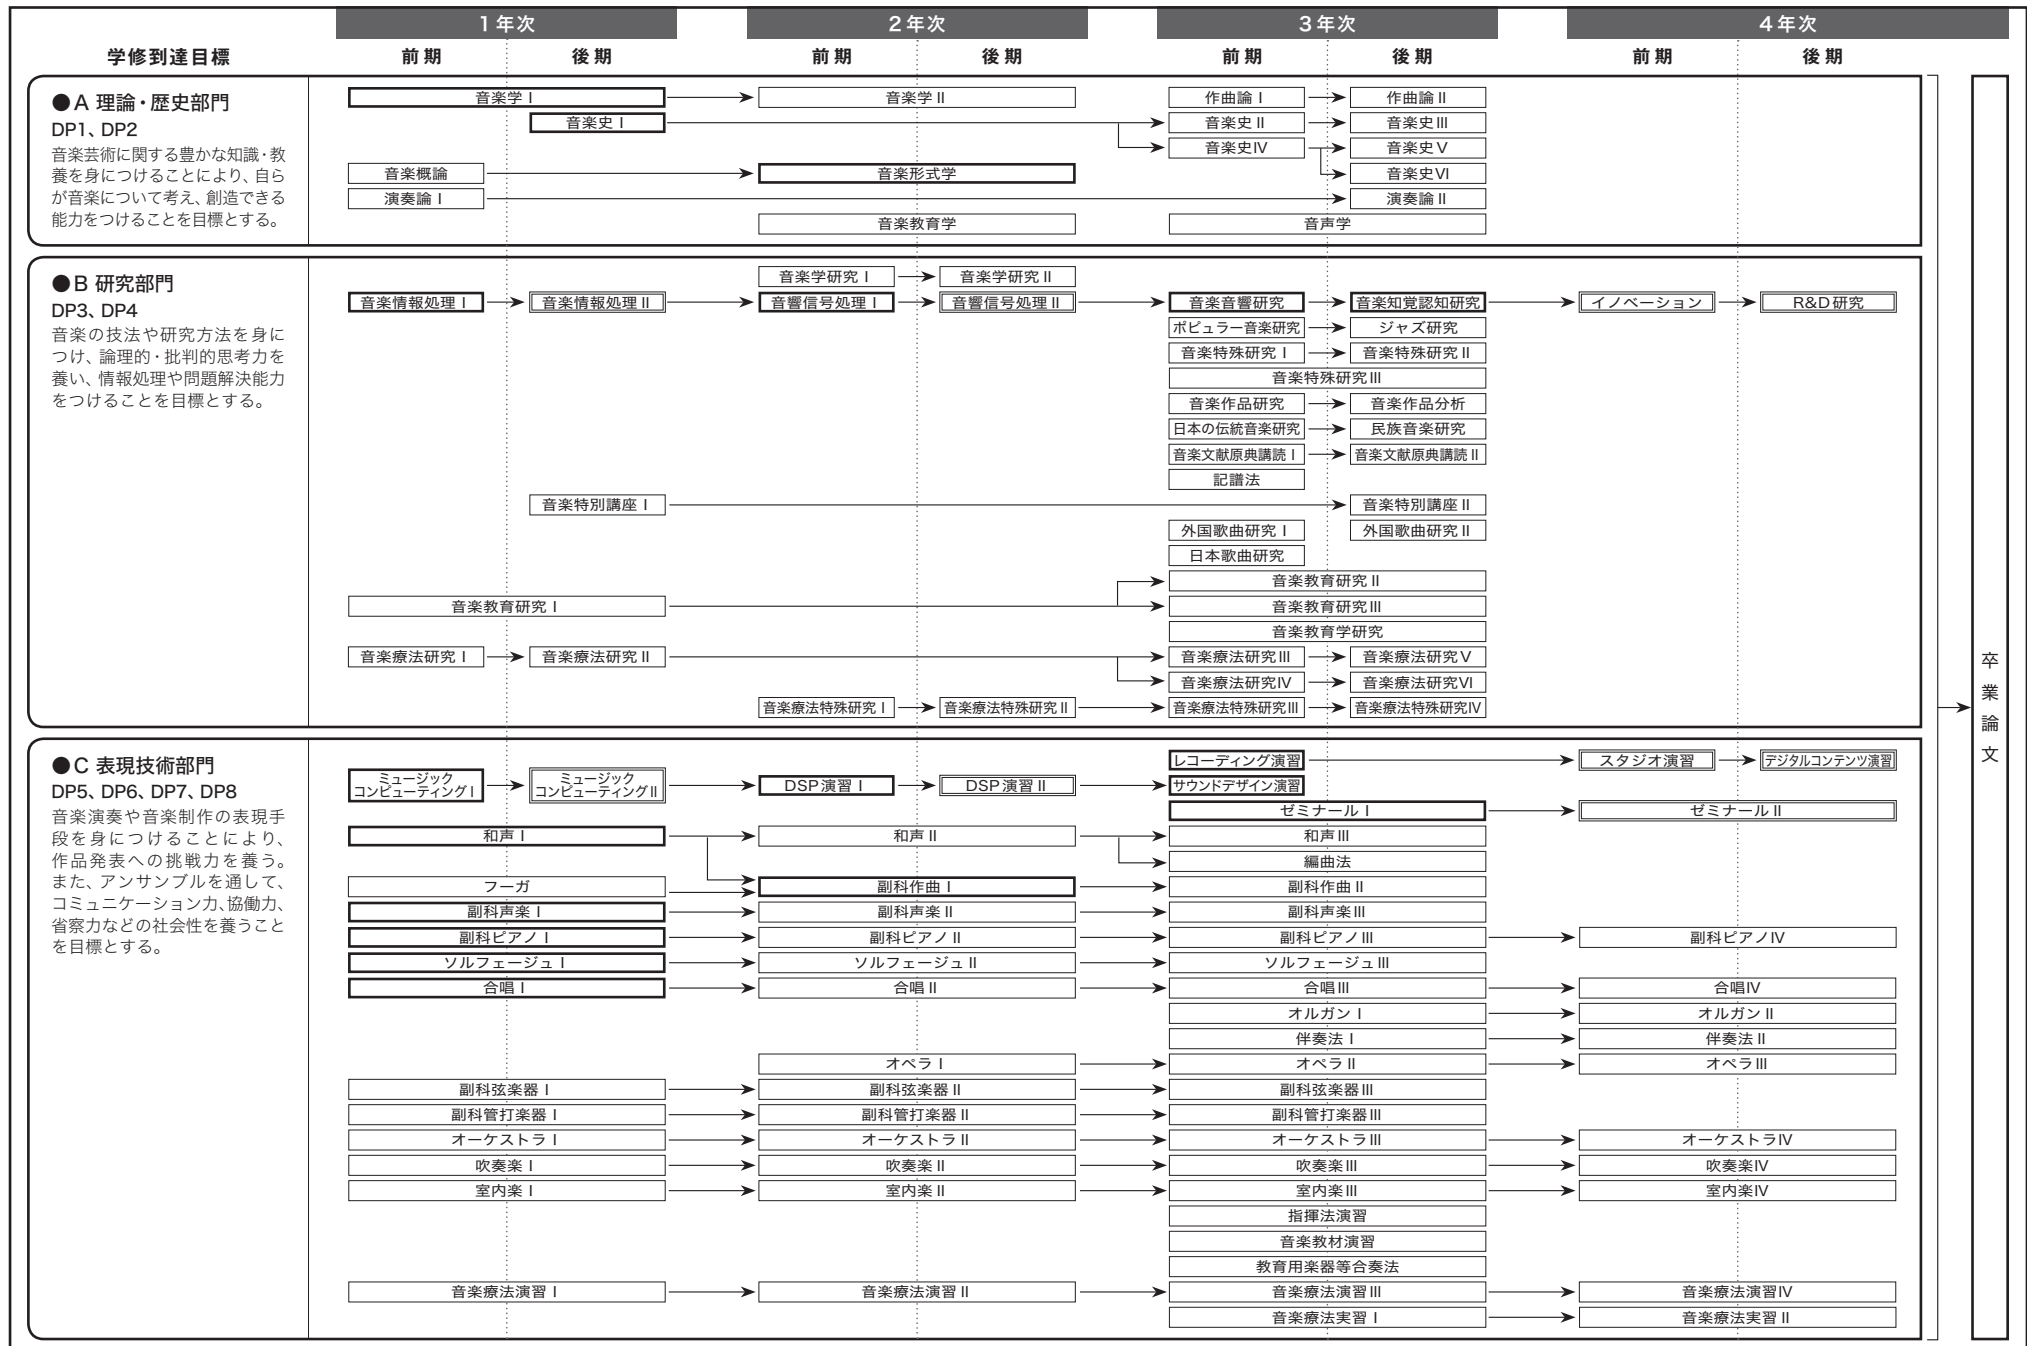 1年次 2年次 3年次 4年次
学修到達目標 前期 後期 前期 後期 前期 後期 前期 後期
●A 理論・歴史部門
DP1、DP2
音楽芸術に関する豊かな知識・教
養を身につけることにより、自ら
が音楽について考え、創造できる
能力をつけることを目標とする。
音楽学Ⅰ 音楽学Ⅱ 作曲論Ⅰ 作曲論Ⅱ
音楽史Ⅰ 音楽史Ⅱ 音楽史Ⅲ
音楽史Ⅳ 音楽史Ⅴ
音楽概論 音楽形式学 音楽史Ⅵ
演奏論Ⅰ 演奏論Ⅱ
音楽教育学 音声学
●B 研究部門
DP3、DP4
音楽の技法や研究方法を身に
つけ、論理的・批判的思考力を
養い、情報処理や問題解決能力
をつけることを目標とする。
音楽学研究Ⅰ 音楽学研究Ⅱ
音楽情報処理Ⅰ 音楽情報処理Ⅱ 音響信号処理Ⅰ 音響信号処理Ⅱ 音楽音響研究 音楽知覚認知研究 イノベーション R&D研究
ポピュラー音楽研究 ジャズ研究
音楽特殊研究Ⅰ 音楽特殊研究Ⅱ
音楽特殊研究Ⅲ
音楽作品研究 音楽作品分析
日本の伝統音楽研究 民族音楽研究
音楽文献原典講読Ⅰ 音楽文献原典講読Ⅱ
記譜法
音楽特別講座Ⅰ 音楽特別講座Ⅱ
外国歌曲研究Ⅰ 外国歌曲研究Ⅱ
日本歌曲研究
音楽教育研究Ⅱ
音楽教育研究Ⅰ 音楽教育研究Ⅲ
音楽教育学研究
音楽療法研究Ⅰ 音楽療法研究Ⅱ 音楽療法研究Ⅲ 音楽療法研究Ⅴ
音楽療法研究Ⅳ 音楽療法研究Ⅵ
音楽療法特殊研究Ⅰ 音楽療法特殊研究Ⅱ 音楽療法特殊研究Ⅲ 音楽療法特殊研究Ⅳ
●C 表現技術部門
DP5、DP6、DP7、DP8
音楽演奏や音楽制作の表現手
段を身につけることにより、
作品発表への挑戦力を養う。
また、アンサンブルを通して、
コミュニケーション力、協働力、
省察力などの社会性を養うこと
を目標とする。
レコーディング演習 スタジオ演習 デジタルコンテンツ演習
ミュージック ミュージック
コンピューティングⅠ コンピューティングⅡ DSP演習Ⅰ DSP演習Ⅱ サウンドデザイン演習
ゼミナールⅠ ゼミナールⅡ
和声Ⅰ 和声Ⅱ 和声Ⅲ
編曲法
フーガ 副科作曲Ⅰ 副科作曲Ⅱ
副科声楽Ⅰ 副科声楽Ⅱ 副科声楽Ⅲ
副科ピアノⅠ 副科ピアノⅡ 副科ピアノⅢ 副科ピアノⅣ
ソルフェージュⅠ ソルフェージュⅡ ソルフェージュⅢ
合唱Ⅰ 合唱Ⅱ 合唱Ⅲ 合唱Ⅳ
オルガンⅠ オルガンⅡ
伴奏法Ⅰ 伴奏法Ⅱ
オペラⅠ オペラⅡ オペラⅢ
副科弦楽器Ⅰ 副科弦楽器Ⅱ 副科弦楽器Ⅲ
副科管打楽器Ⅰ 副科管打楽器Ⅱ 副科管打楽器Ⅲ
オーケストラⅠ オーケストラⅡ オーケストラⅢ オーケストラⅣ
吹奏楽Ⅰ 吹奏楽Ⅱ 吹奏楽Ⅲ 吹奏楽Ⅳ
室内楽Ⅰ 室内楽Ⅱ 室内楽Ⅲ 室内楽Ⅳ
指揮法演習
音楽教材演習
教育用楽器等合奏法
音楽療法演習Ⅰ 音楽療法演習Ⅱ 音楽療法演習Ⅲ 音楽療法演習Ⅳ
音楽療法実習Ⅰ 音楽療法実習Ⅱ
卒業論文